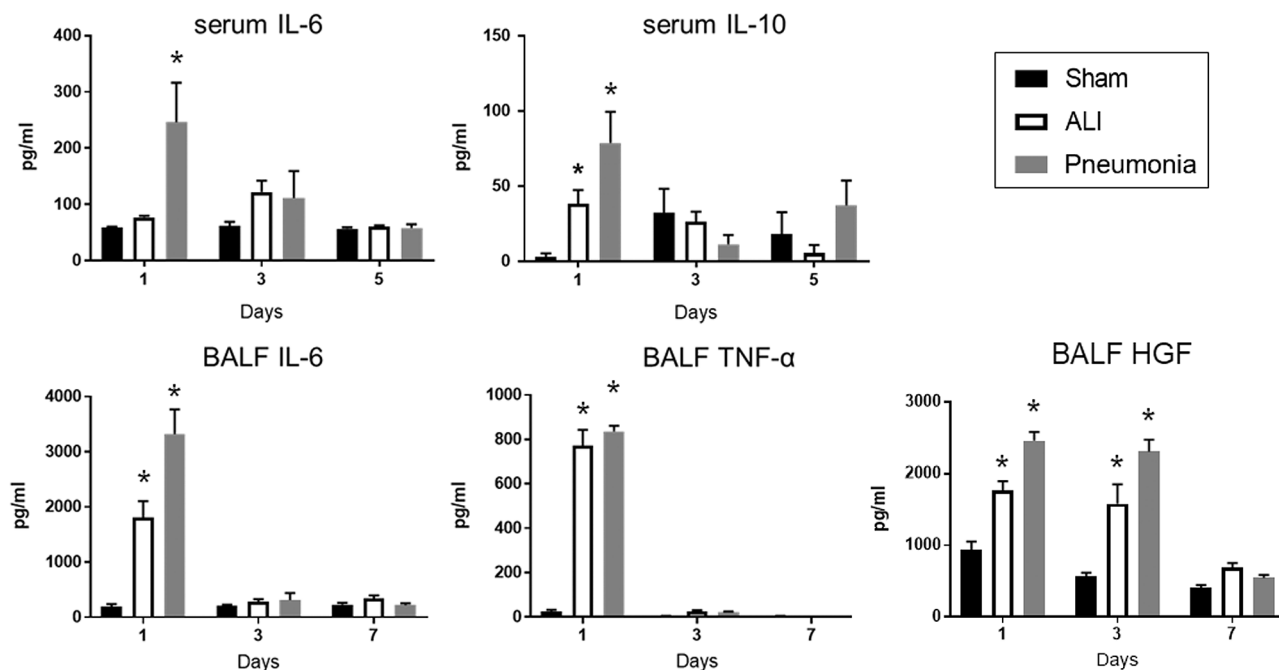 serum IL-6
400
300
200
100
0
pg/ml
*
1 3 5
Days
serum IL-10
150
100
50
0
pg/ml
* *
1 3 5
Days
Sham
ALI
Pneumonia
BALF IL-6
4000
3000
2000
1000
0
pg/ml
* *
1 3 7
Days
BALF TNF-α
1000
800
600
400
200
0
pg/ml
* *
1 3 7
Days
BALF HGF
3000
2000
1000
0
pg/ml
* * * *
1 3 7
Days